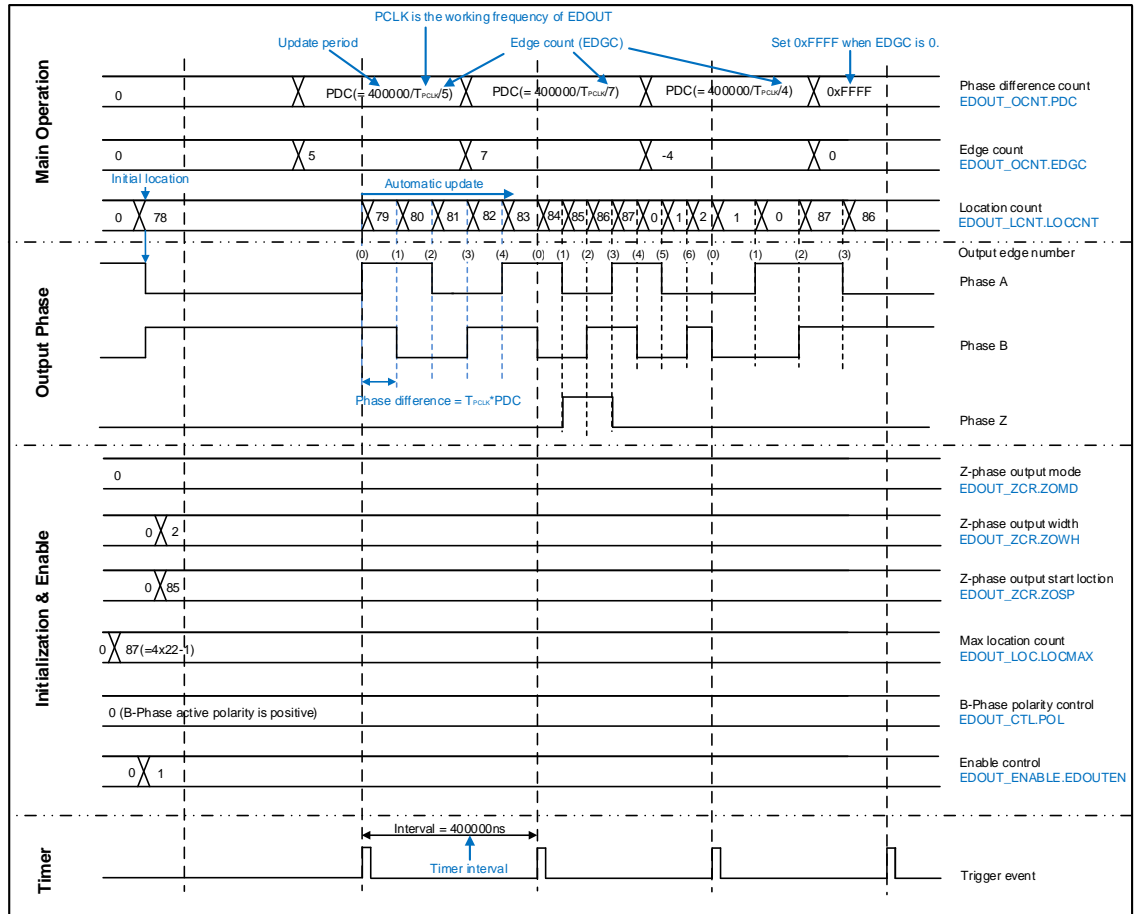 PCLK is the working frequency of EDOUT
Update period
Edge count (EDGC)
Set 0xFFFF when EDGC is 0.
Main Operation
0
PDC(= 400000/TPCLK/5)
PDC(= 400000/TPCLK/7)
PDC(= 400000/TPCLK/4)
0xFFFF
Phase difference count
EDOUT_OCNT.PDC
0
5
7
-4
0
Edge count
EDOUT_OCNT.EDGC
Initial location
Automatic update
0
78
79
80
81
82
83
84
85
86
87
0
1
2
1
0
87
86
Location count
EDOUT_LCNT.LOCCNT
Output Phase
(0)
(1)
(2)
(3)
(4)
(0)
(1)
(2)
(3)
(4)
(5)
(6)
(0)
(1)
(2)
(3)
Output edge number
Phase A
Phase B
Phase difference = TPCLK*PDC
Phase Z
Initialization & Enable
0
Z-phase output mode
EDOUT_ZCR.ZOMD
0
2
Z-phase output width
EDOUT_ZCR.ZOWH
0
85
Z-phase output start loction
EDOUT_ZCR.ZOSP
0
87(=4x22-1)
Max location count
EDOUT_LOC.LOCMAX
0 (B-Phase active polarity is positive)
B-Phase polarity control
EDOUT_CTL.POL
0
1
Enable control
EDOUT_ENABLE.EDOUTEN
Timer
Interval = 400000ns
Timer interval
Trigger event